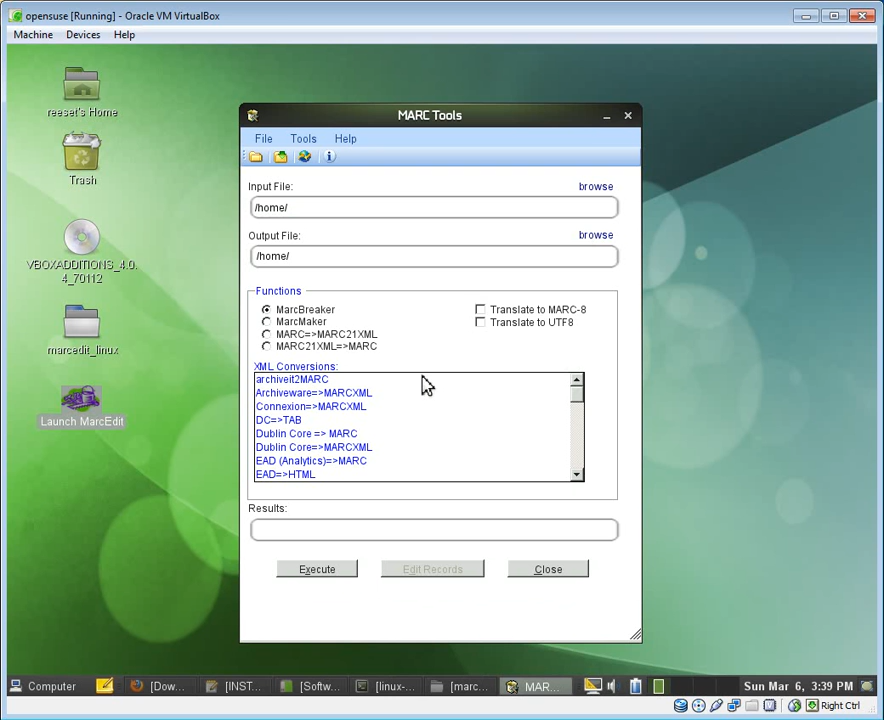 opensuse [Running] - Oracle VM VirtualBox
Machine Devices Help
reeset's Home
Trash
VBOXADDITIONS_4.0.
4_70112
marcedit_linux
Launch MarcEdit
MARC Tools
File Tools Help
Input File: browse
/home/
Output File: browse
/home/
Functions
MarcBreaker
MarcMaker
MARC=>MARC21XML
MARC21XML=>MARC
Translate to MARC-8
Translate to UTF8
XML Conversions:
archiveit2MARC
Archiveware=>MARCXML
Connexion=>MARCXML
DC=>TAB
Dublin Core => MARC
Dublin Core=>MARCXML
EAD (Analytics)=>MARC
EAD=>HTML
Results:
Execute Edit Records Close
Computer [Dow... [INST... [Softw... [linux-... [marc... MAR... Sun Mar 6, 3:39 PM
Right Ctrl